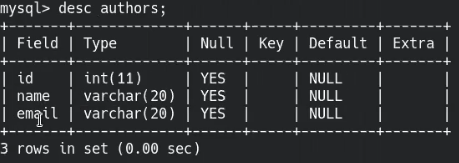 mysql> desc authors;
+-------+-------------+------+-----+---------+-------+
| Field | Type        | Null | Key | Default | Extra |
+-------+-------------+------+-----+---------+-------+
| id    | int(11)     | YES  |     | NULL    |       |
| name  | varchar(20) | YES  |     | NULL    |       |
| email | varchar(20) | YES  |     | NULL    |       |
+-------+-------------+------+-----+---------+-------+
3 rows in set (0.00 sec)